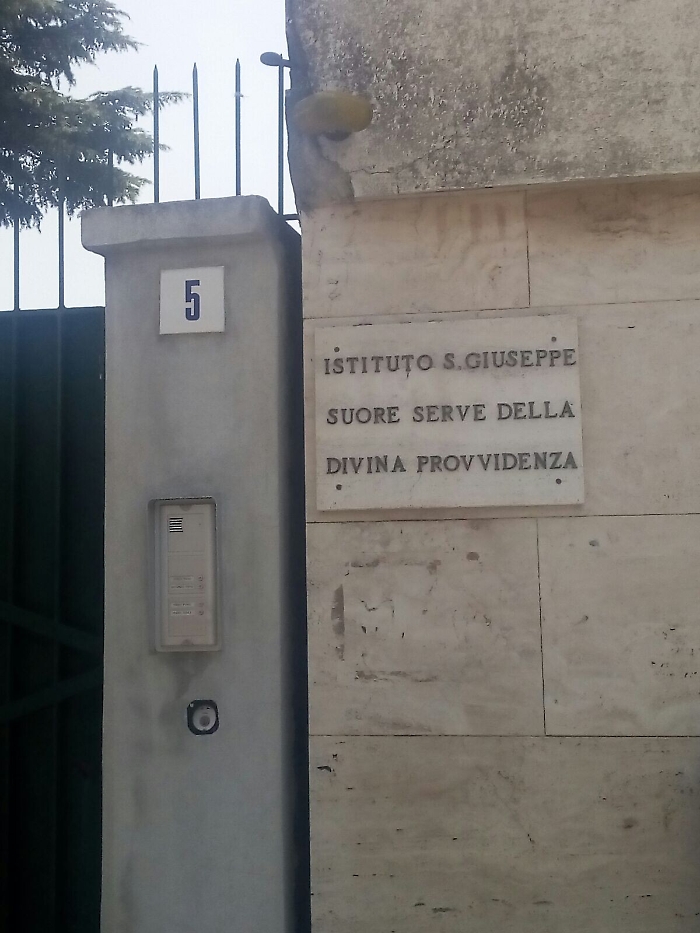 5
ISTITUTO S. GIUSEPPE
SUORE SERVE DELLA
DIVINA PROVVIDENZA